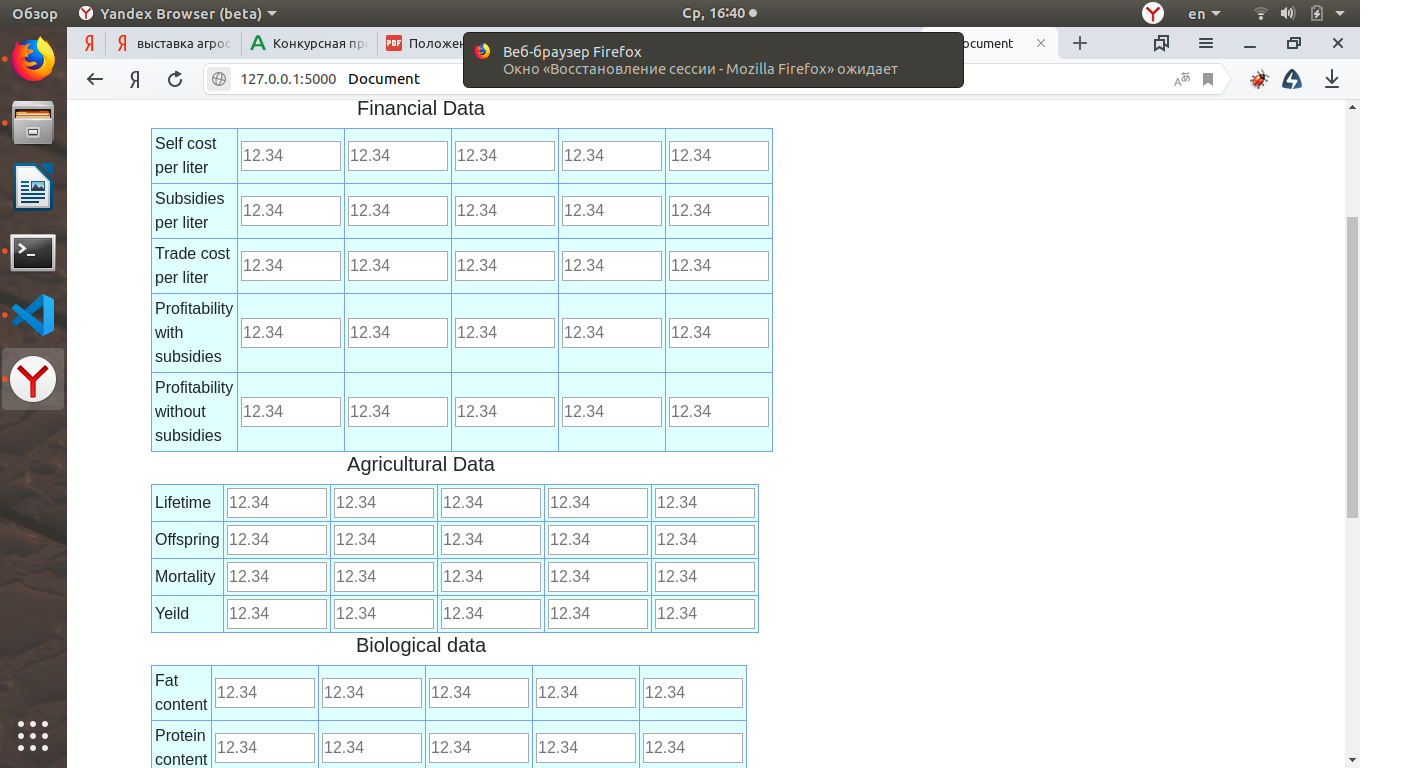 Обзор Yandex Browser (beta) Ср, 16:40 en
Я Я выставка агрос A Конкурсная пр PDF Положен ocument
Веб-браузер Firefox
Окно «Восстановление сессии - Mozilla Firefox» ожидает
Я 127.0.0.1:5000 Document
Financial Data
Self cost
per liter
12.34 12.34 12.34 12.34 12.34
Subsidies
per liter
12.34 12.34 12.34 12.34 12.34
Trade cost
per liter
12.34 12.34 12.34 12.34 12.34
Profitability
with
subsidies
12.34 12.34 12.34 12.34 12.34
Profitability
without
subsidies
12.34 12.34 12.34 12.34 12.34
Agricultural Data
Lifetime 12.34 12.34 12.34 12.34 12.34
Offspring 12.34 12.34 12.34 12.34 12.34
Mortality 12.34 12.34 12.34 12.34 12.34
Yeild 12.34 12.34 12.34 12.34 12.34
Biological data
Fat
content
12.34 12.34 12.34 12.34 12.34
Protein
content
12.34 12.34 12.34 12.34 12.34